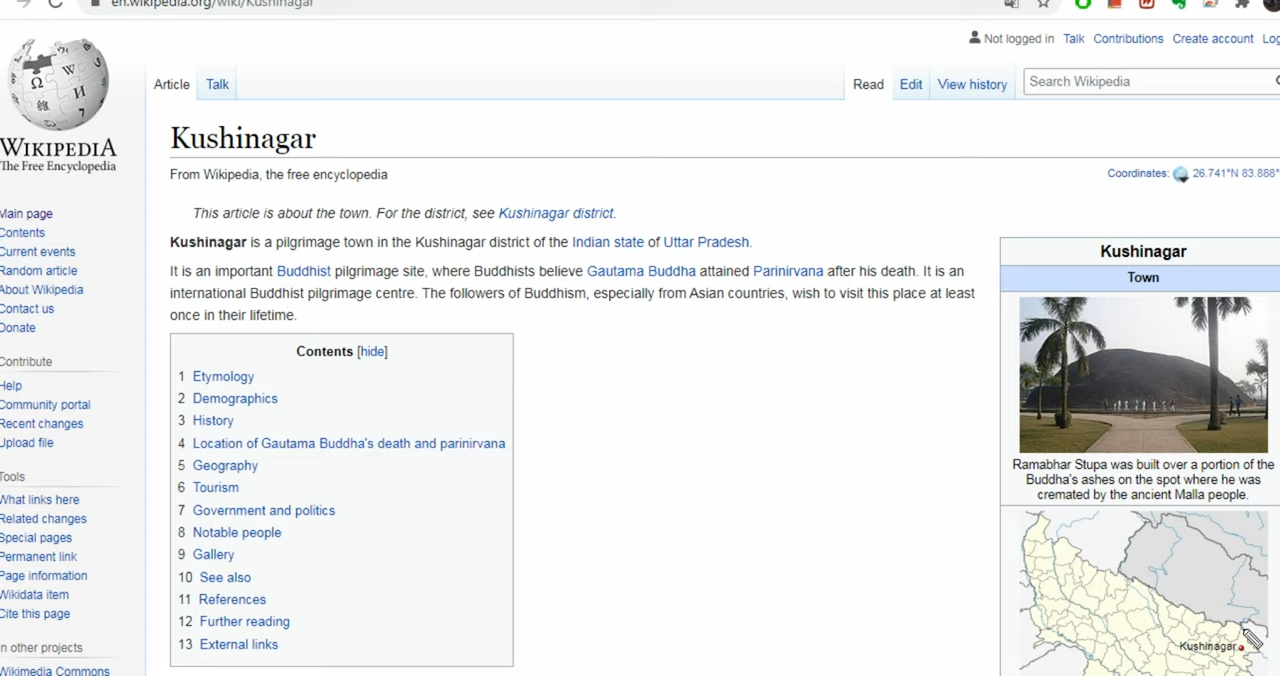 en.wikipedia.org/wiki/Kushinagar
Not logged in Talk Contributions Create account Log
Article Talk Read Edit View history Search Wikipedia
WIKIPEDIA
The Free Encyclopedia
Kushinagar
From Wikipedia, the free encyclopedia
Coordinates: 26.741°N 83.888°
This article is about the town. For the district, see Kushinagar district.
Kushinagar is a pilgrimage town in the Kushinagar district of the Indian state of Uttar Pradesh.
It is an important Buddhist pilgrimage site, where Buddhists believe Gautama Buddha attained Parinirvana after his death. It is an
international Buddhist pilgrimage centre. The followers of Buddhism, especially from Asian countries, wish to visit this place at least
once in their lifetime.
Contents [hide]
1 Etymology
2 Demographics
3 History
4 Location of Gautama Buddha's death and parinirvana
5 Geography
6 Tourism
7 Government and politics
8 Notable people
9 Gallery
10 See also
11 References
12 Further reading
13 External links
Main page
Contents
Current events
Random article
About Wikipedia
Contact us
Donate
Contribute
Help
Community portal
Recent changes
Upload file
Tools
What links here
Related changes
Special pages
Permanent link
Page information
Wikidata item
Cite this page
n other projects
Wikimedia Commons
Kushinagar
Town
Ramabhar Stupa was built over a portion of the
Buddha's ashes on the spot where he was
cremated by the ancient Malla people.
Kushinagar